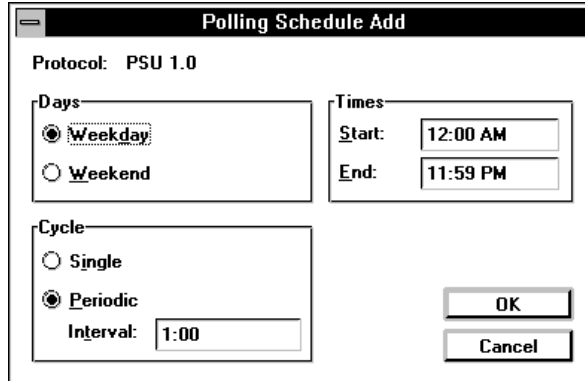 Polling Schedule Add
Protocol: PSU 1.0
Days
Weekday
Weekend
Times
Start: 12:00 AM
End: 11:59 PM
Cycle
Single
Periodic
Interval: 1:00
OK
Cancel